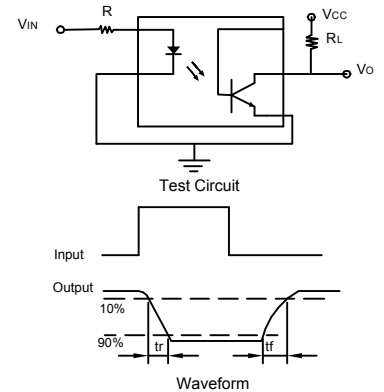 VIN
R
VCC
RL
VO
Test Circuit
Input
Output
10%
90%
tr
tf
Waveform